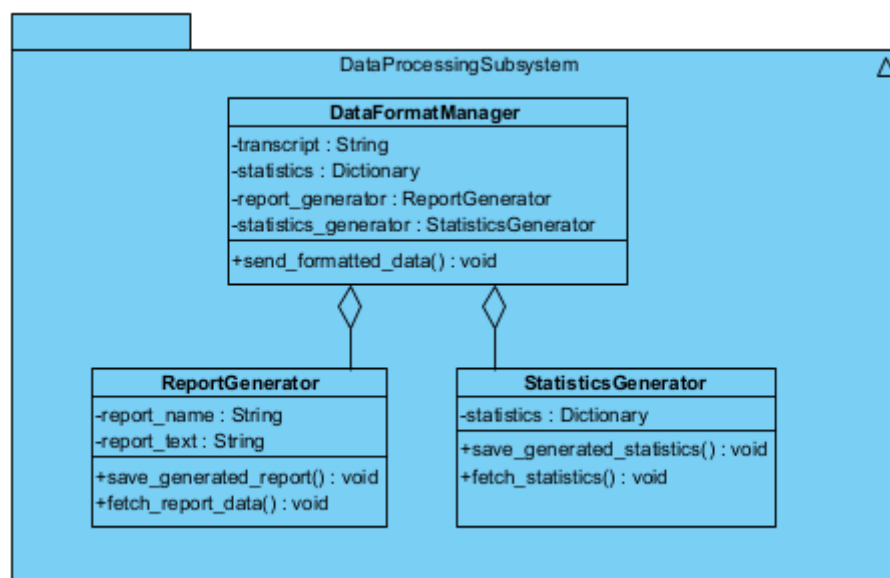 DataProcessingSubsystem
DataFormatManager
-transcript : String
-statistics : Dictionary
-report_generator : ReportGenerator
-statistics_generator : StatisticsGenerator
+send_formatted_data() : void
ReportGenerator
-report_name : String
-report_text : String
+save_generated_report() : void
+fetch_report_data() : void
StatisticsGenerator
-statistics : Dictionary
+save_generated_statistics() : void
+fetch_statistics() : void